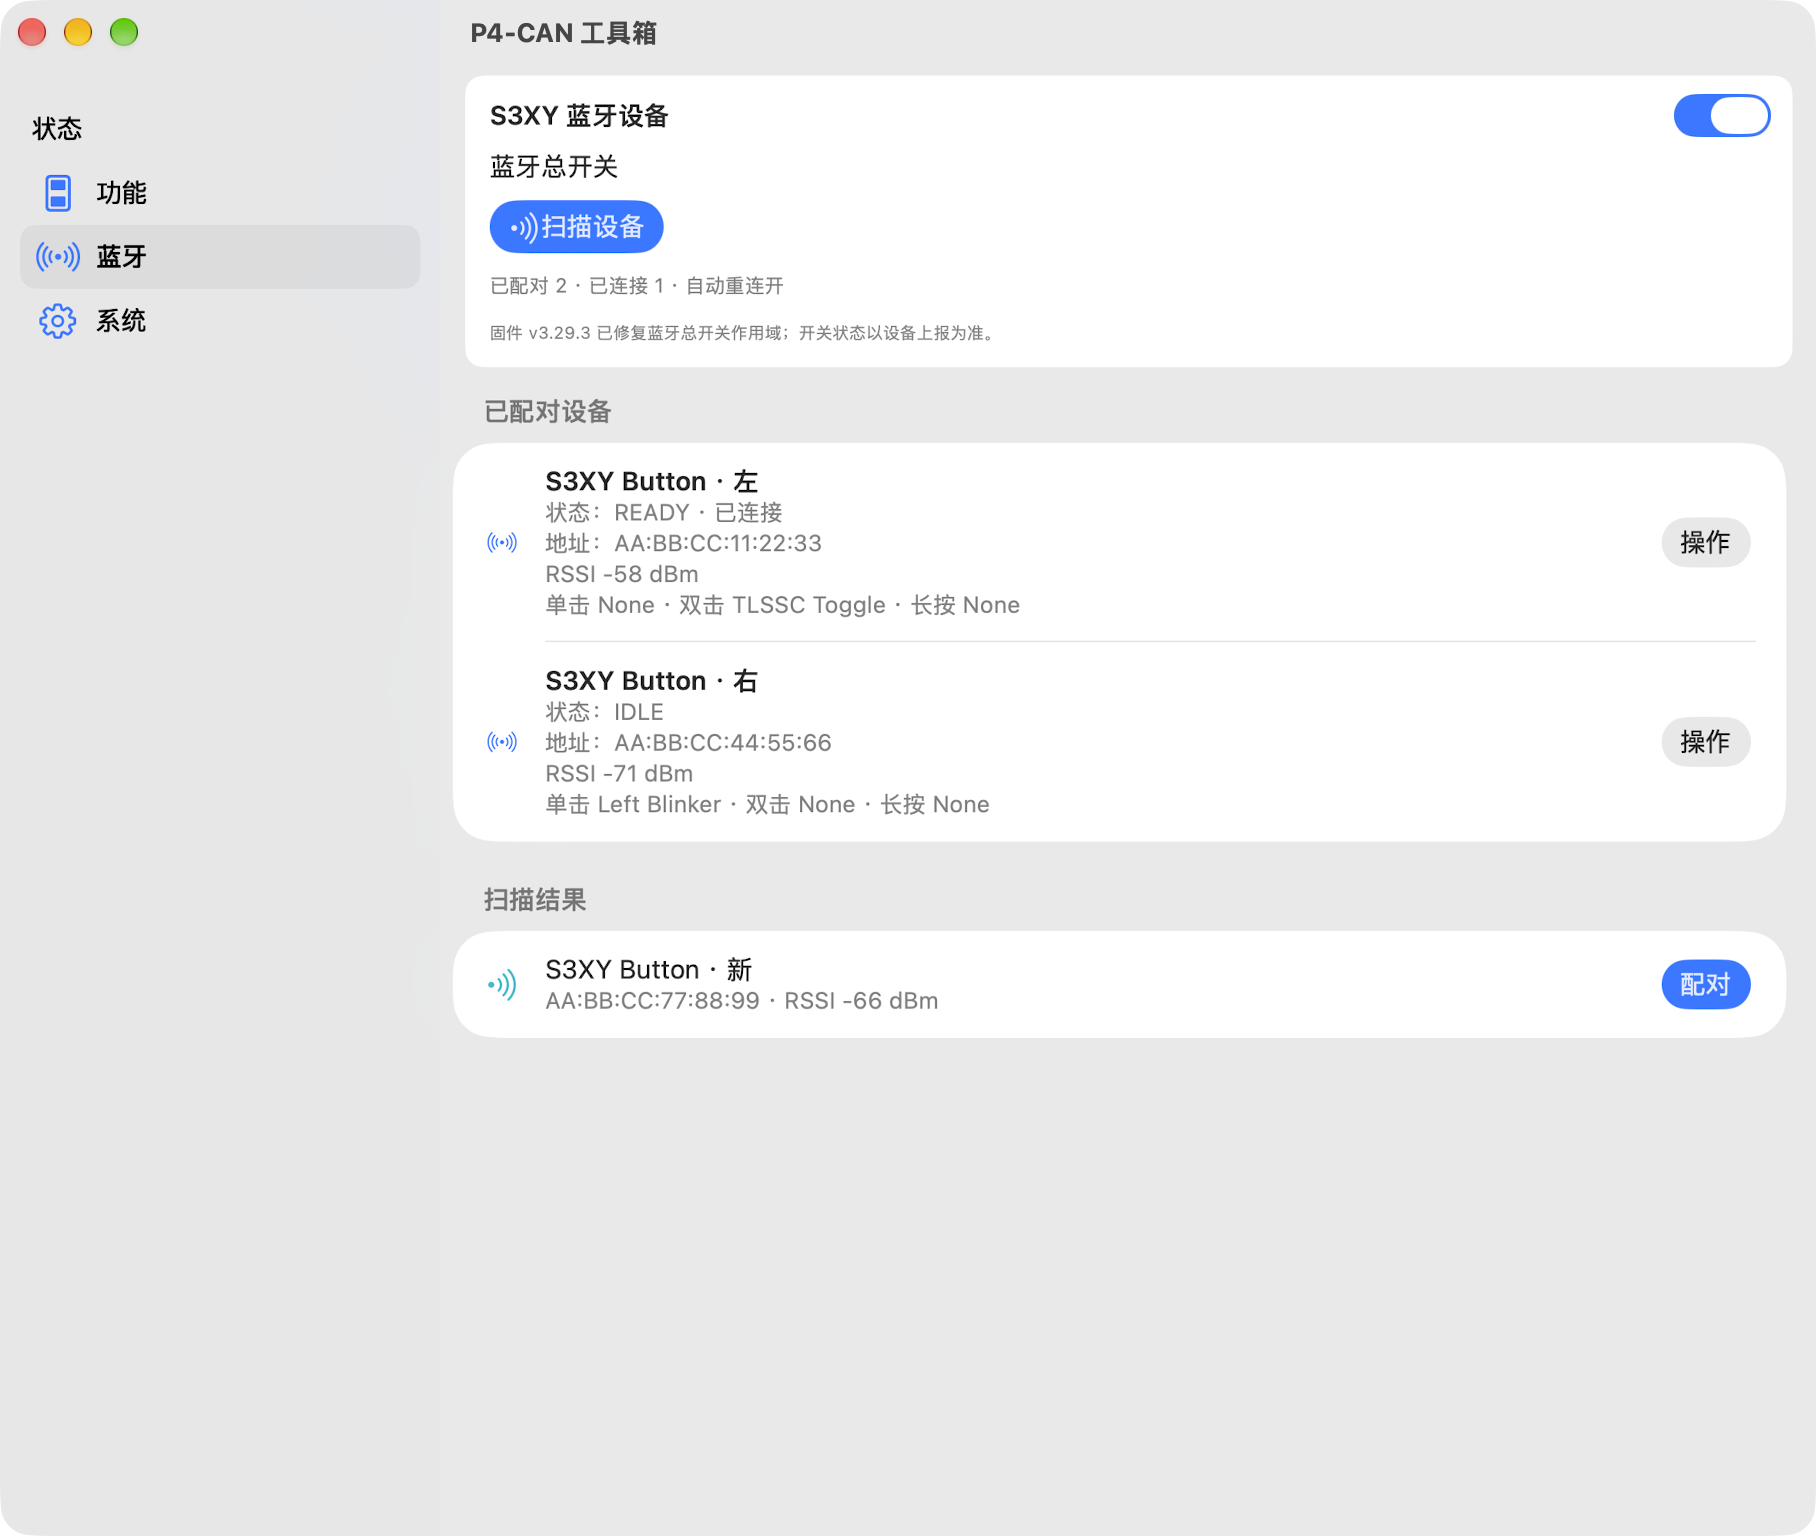 P4-CAN 工具箱
状态
功能
蓝牙
系统
S3XY 蓝牙设备
蓝牙总开关
扫描设备
已配对 2 · 已连接 1 · 自动重连开
固件 v3.29.3 已修复蓝牙总开关作用域；开关状态以设备上报为准。
已配对设备
S3XY Button · 左
状态：READY · 已连接
地址：AA:BB:CC:11:22:33
RSSI -58 dBm
单击 None · 双击 TLSSC Toggle · 长按 None
操作
S3XY Button · 右
状态：IDLE
地址：AA:BB:CC:44:55:66
RSSI -71 dBm
单击 Left Blinker · 双击 None · 长按 None
操作
扫描结果
S3XY Button · 新
AA:BB:CC:77:88:99 · RSSI -66 dBm
配对